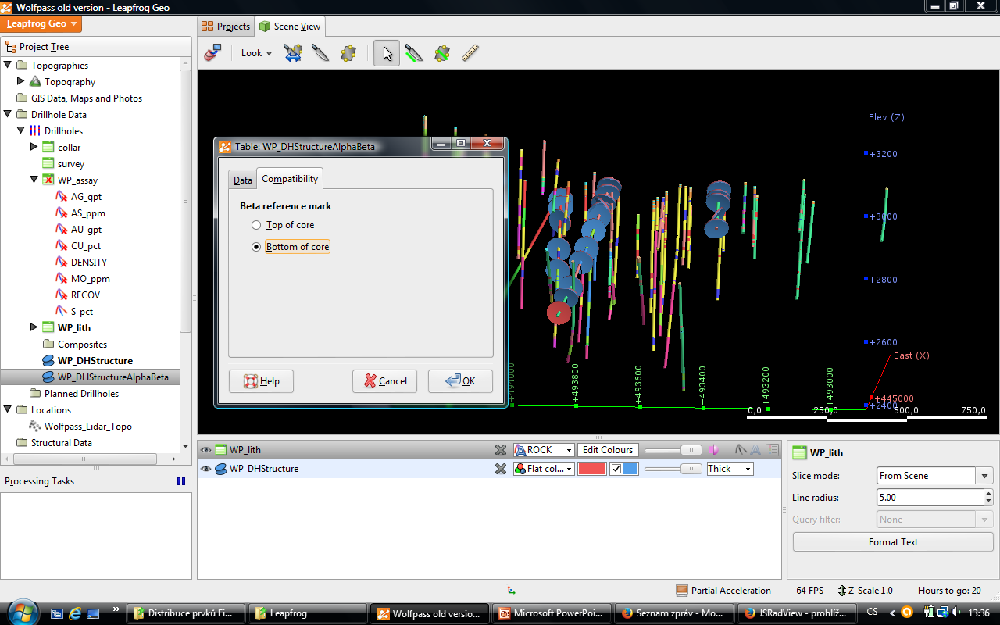 Wolfpass old version - Leapfrog Geo
Leapfrog Geo
Projects
Scene View
Project Tree
Look
Topographies
Topography
GIS Data, Maps and Photos
Drillhole Data
Drillholes
collar
survey
WP_assay
AG_gpt
AS_ppm
AU_gpt
CU_pct
DENSITY
MO_ppm
RECOV
S_pct
WP_lith
Composites
WP_DHStructure
WP_DHStructureAlphaBeta
Planned Drillholes
Locations
Wolfpass_Lidar_Topo
Structural Data
Processing Tasks
Table: WP_DHStructureAlphaBeta
Data
Compatibility
Beta reference mark
Top of core
Bottom of core
Help
Cancel
OK
Elev (Z)
+3200
+3000
+2800
+2600
+2400
East (X)
+445000
+494000
+493800
+493600
+493400
+493200
+493000
0,0 250,0 500,0 750,0
WP_lith
ROCK
Edit Colours
WP_DHStructure
Flat col...
Thick
WP_lith
Slice mode:
From Scene
Line radius:
5.00
Query filter:
None
Format Text
Partial Acceleration
64 FPS
Z-Scale 1.0
Hours to go: 20
Distribuce prvků Fi...
Leapfrog
Wolfpass old versio...
Microsoft PowerPoi...
Seznam zpráv - Mo...
JSRadView - prohlíž...
CS
13:36